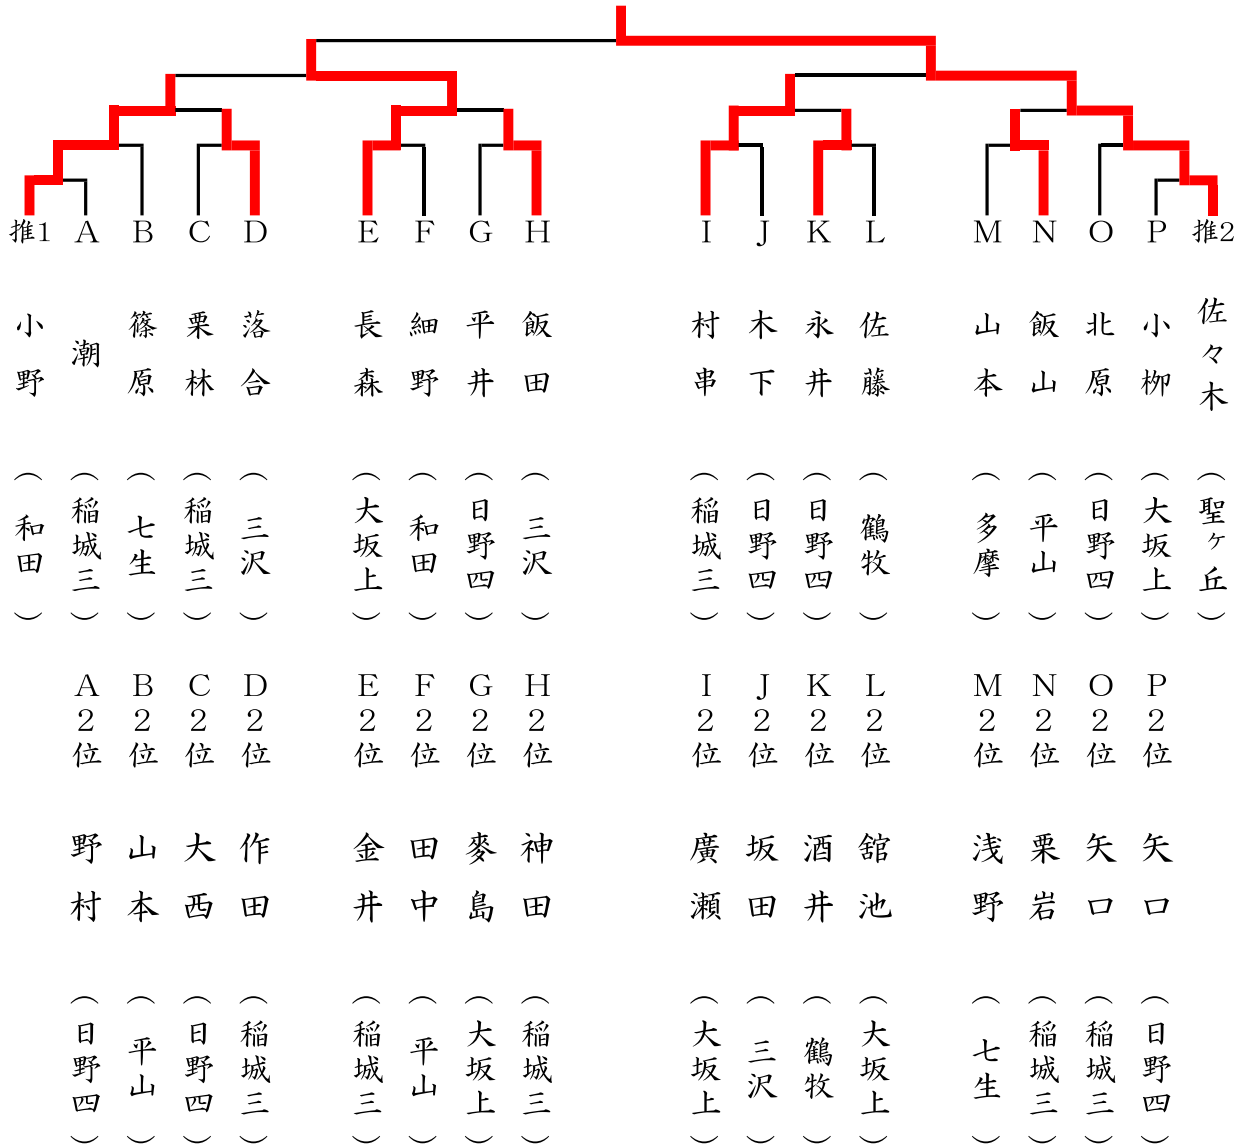 推1 A B C D E F G H I J K L M N O P 推2
小野（和田）
潮（稲城三）
篠原（七生）
栗林（稲城三）
落合（三沢）
長森（大坂上）
細野（和田）
平井（日野四）
飯田（三沢）
村串（稲城三）
木下（日野四）
永井（日野四）
佐藤（鶴牧）
山本（多摩）
飯山（平山）
北原（日野四）
小栁（大坂上）
佐々木（聖ヶ丘）
A2位 野村（日野四）
B2位 山本（平山）
C2位 大西（日野四）
D2位 作田（稲城三）
E2位 金井（稲城三）
F2位 田中（平山）
G2位 麥島（大坂上）
H2位 神田（稲城三）
I2位 廣瀬（大坂上）
J2位 坂田（三沢）
K2位 酒井（鶴牧）
L2位 舘池（大坂上）
M2位 浅野（七生）
N2位 栗岩（稲城三）
O2位 矢口（稲城三）
P2位 矢口（日野四）